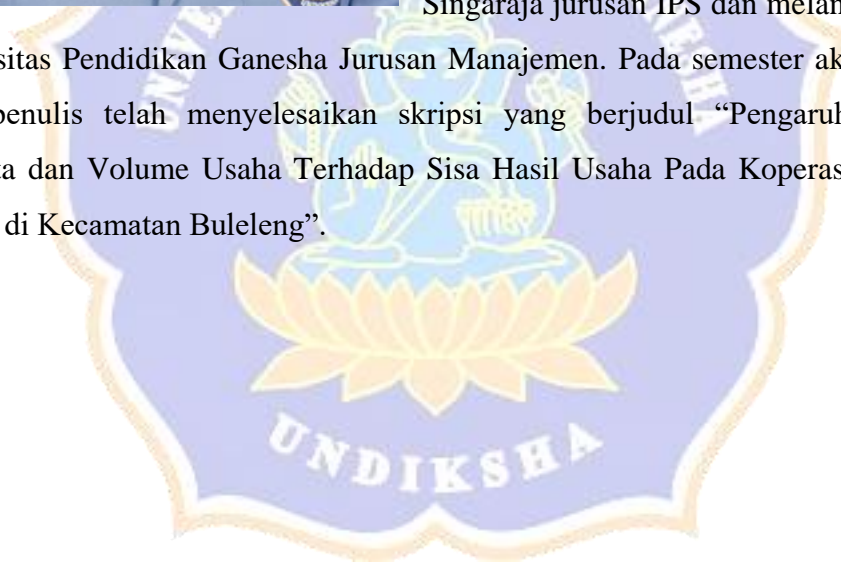 Singaraja jurusan IPS dan melan
sitas Pendidikan Ganesha Jurusan Manajemen. Pada semester ak
penulis telah menyelesaikan skripsi yang berjudul “Pengaruh
ta dan Volume Usaha Terhadap Sisa Hasil Usaha Pada Koperas
di Kecamatan Buleleng”.
UNDIKSHA